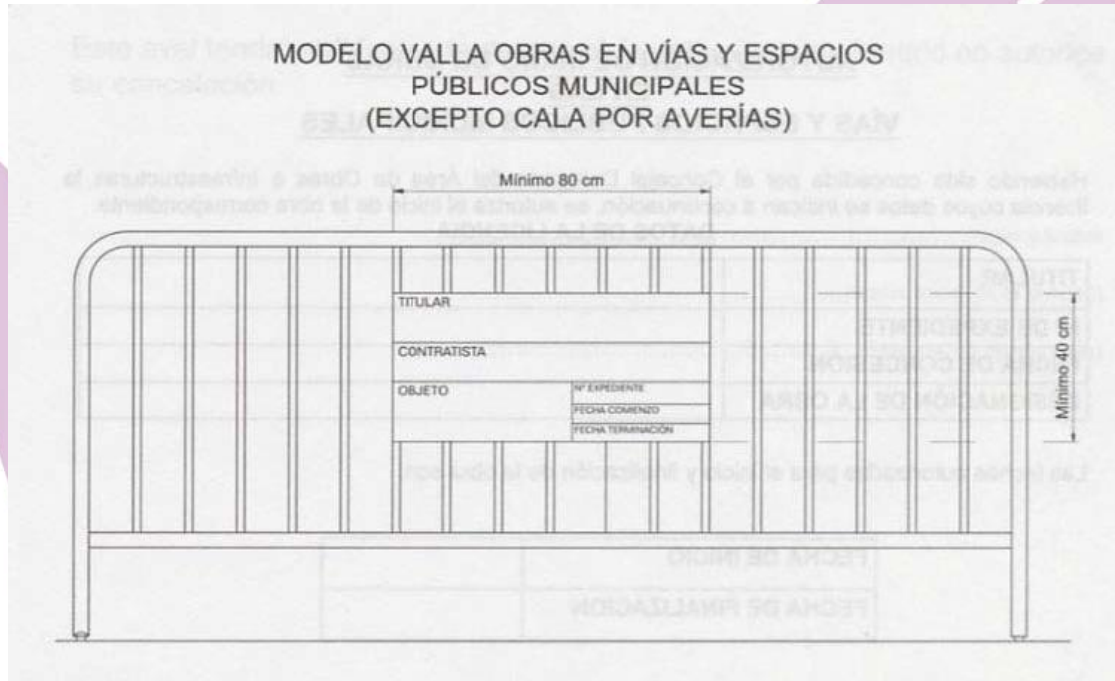 MODELO VALLA OBRAS EN VÍAS Y ESPACIOS
PÚBLICOS MUNICIPALES
(EXCEPTO CALA POR AVERÍAS)
Mínimo 80 cm
TITULAR
CONTRATISTA
OBJETO
Nº EXPEDIENTE
FECHA COMIENZO
FECHA TERMINACIÓN
Mínimo 40 cm